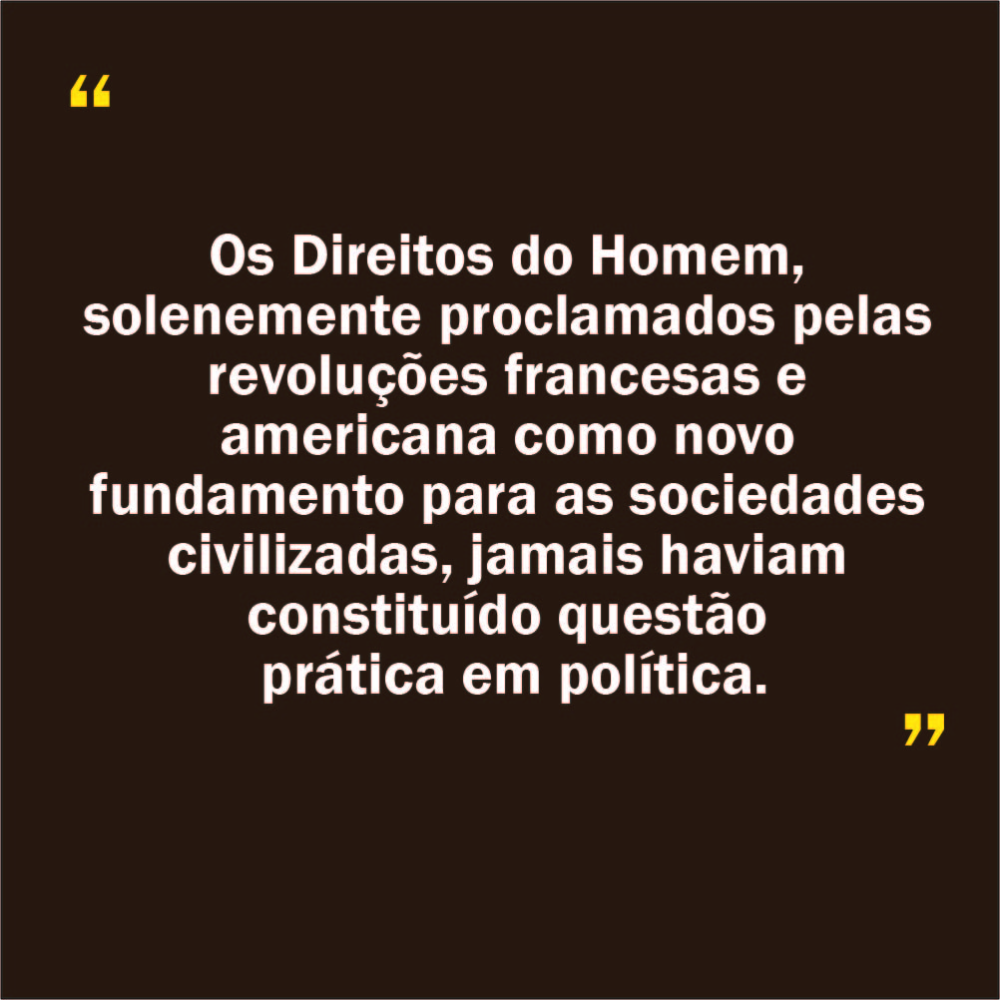 “
Os Direitos do Homem,
solenemente proclamados pelas
revoluções francesas e
americana como novo
fundamento para as sociedades
civilizadas, jamais haviam
constituído questão
prática em política.
”